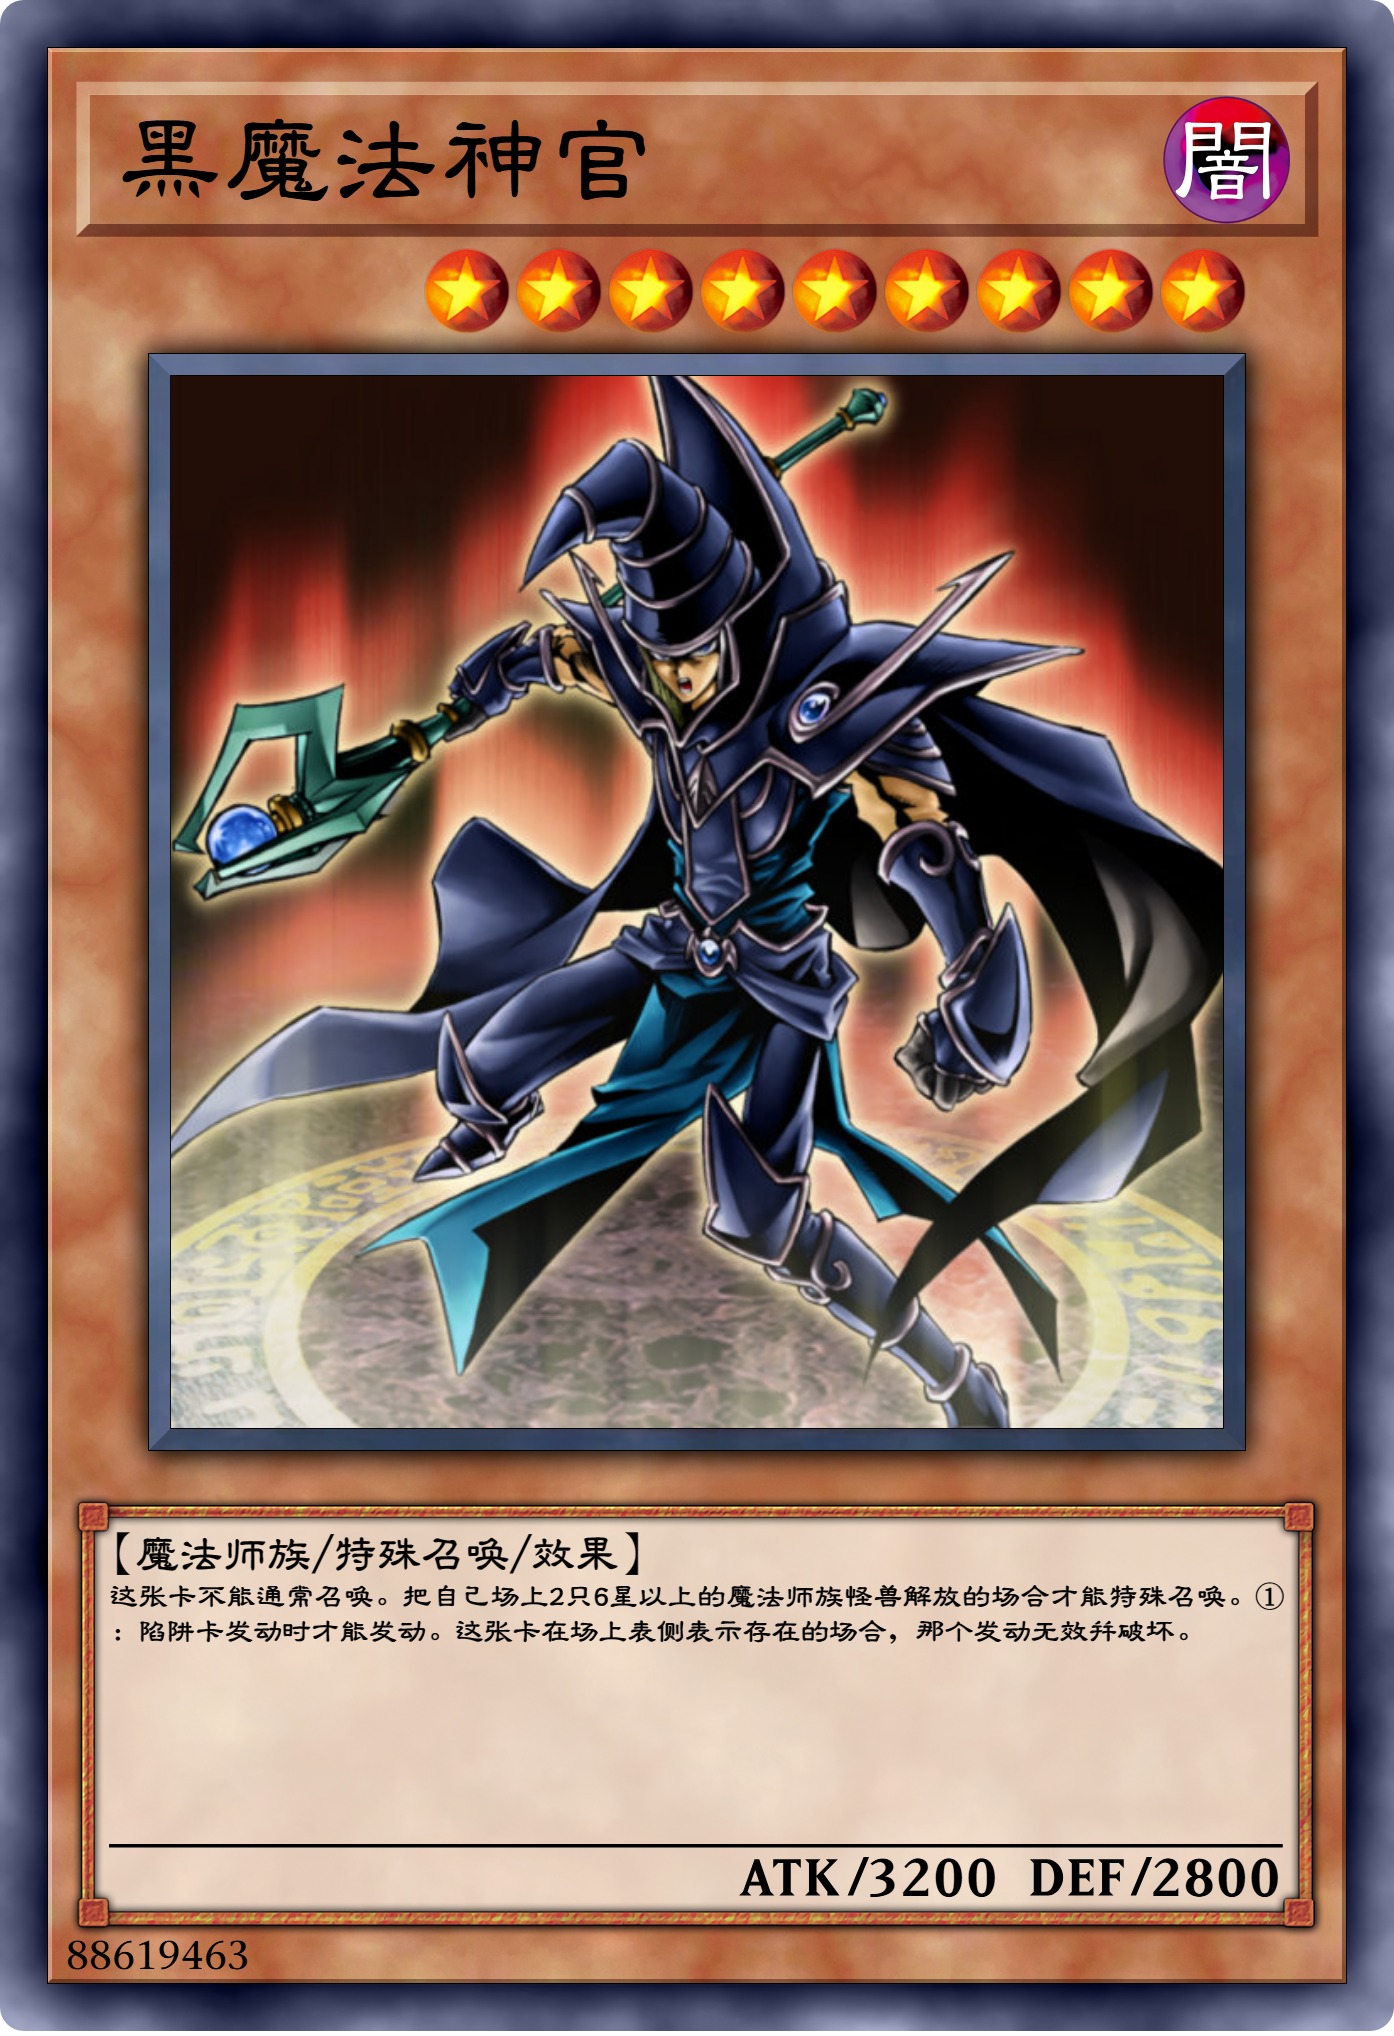 黑魔法神官
闇
【魔法师族/特殊召唤/效果】
这张卡不能通常召唤。把自己场上2只6星以上的魔法师族怪兽解放的场合才能特殊召唤。①
：陷阱卡发动时才能发动。这张卡在场上表侧表示存在的场合，那个发动无效并破坏。
ATK/3200 DEF/2800
88619463